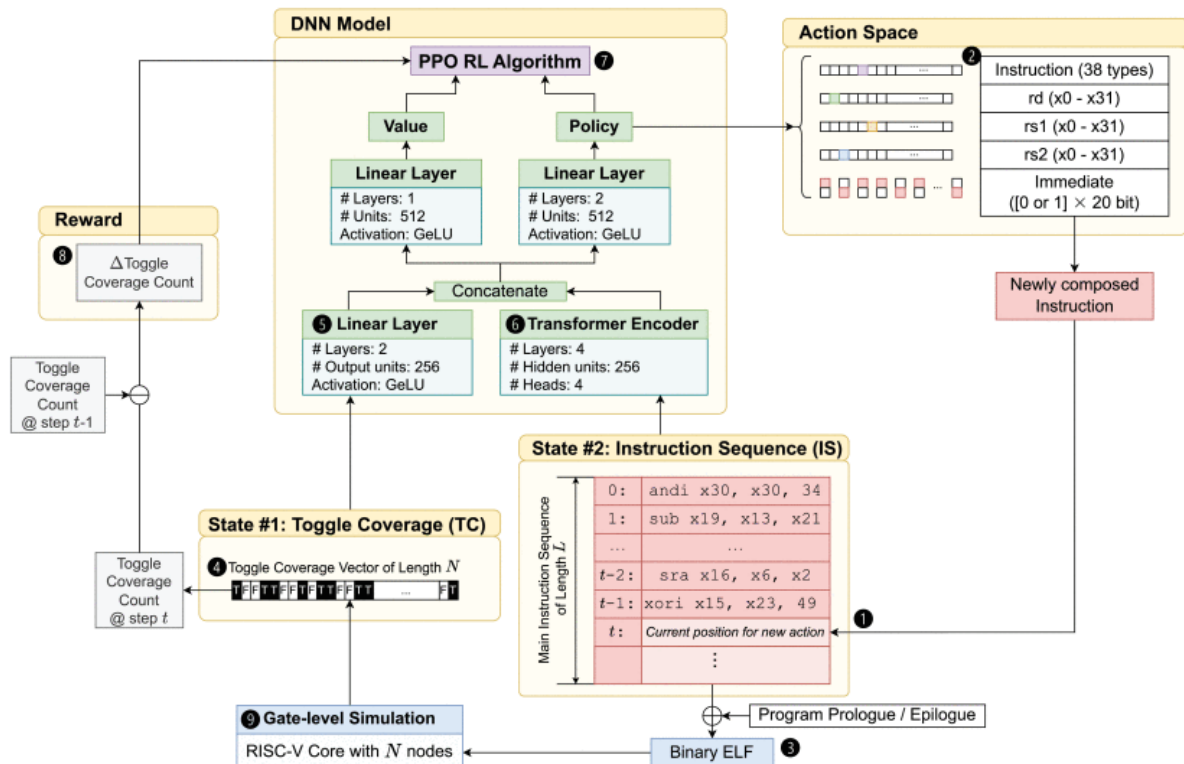 DNN Model
PPO RL Algorithm
7
Value
Policy
Linear Layer
# Layers: 1
# Units: 512
Activation: GeLU
Linear Layer
# Layers: 2
# Units: 512
Activation: GeLU
Concatenate
5 Linear Layer
# Layers: 2
# Output units: 256
Activation: GeLU
6 Transformer Encoder
# Layers: 4
# Hidden units: 256
# Heads: 4
Action Space
2
...
...
...
...
...
Instruction (38 types)
rd (x0 - x31)
rs1 (x0 - x31)
rs2 (x0 - x31)
Immediate
([0 or 1] × 20 bit)
Newly composed
Instruction
Reward
8
ΔToggle
Coverage Count
Toggle
Coverage
Count
@ step t-1
Toggle
Coverage
Count
@ step t
State #1: Toggle Coverage (TC)
4 Toggle Coverage Vector of Length N
T F F T T F F T F T T F F T T ... F T
State #2: Instruction Sequence (IS)
Main Instruction Sequence
of Length L
0: andi x30, x30, 34
1: sub x19, x13, x21
... ...
t-2: sra x16, x6, x2
t-1: xori x15, x23, 49
t: Current position for new action
⋮
1
Program Prologue / Epilogue
Binary ELF
3
9 Gate-level Simulation
RISC-V Core with N nodes